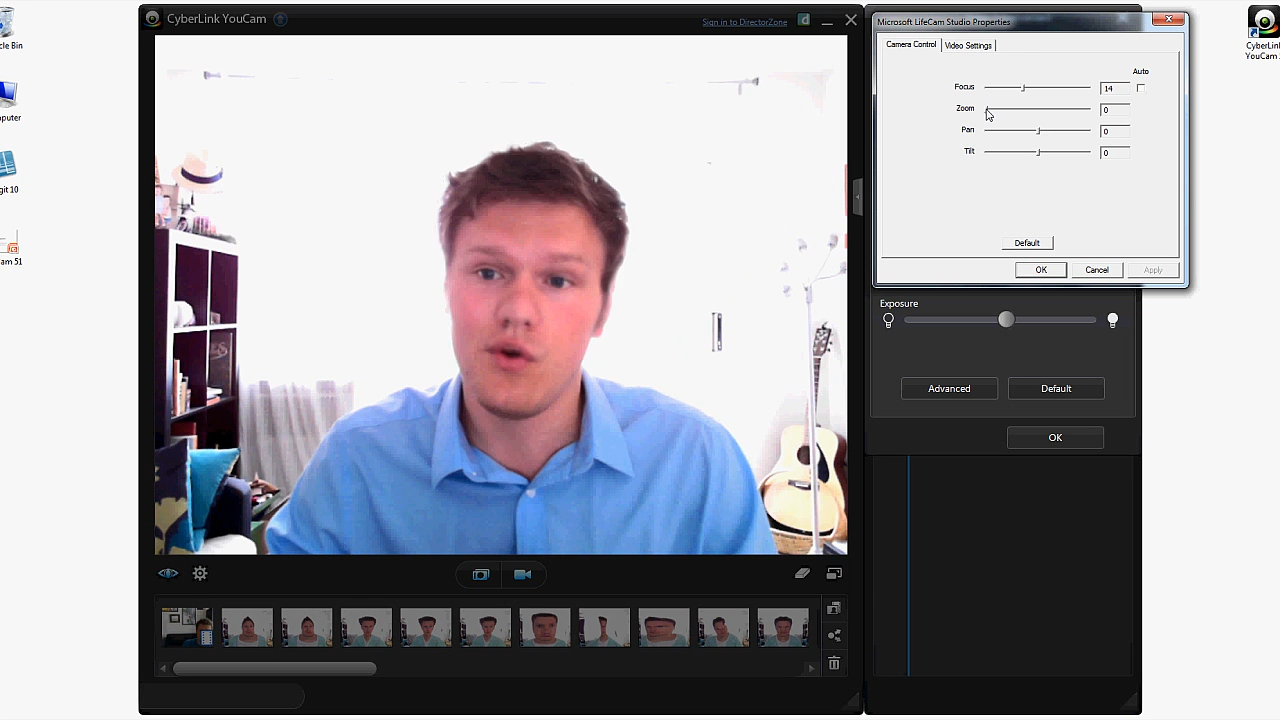 CyberLink YouCam
Sign in to DirectorZone
d
Microsoft LifeCam Studio Properties
Camera Control
Video Settings
Auto
Focus
14
Zoom
0
Pan
0
Tilt
0
Default
OK
Cancel
Apply
Exposure
Advanced
Default
OK
cle Bin
mputer
git 10
am 51
CyberLin
YouCam